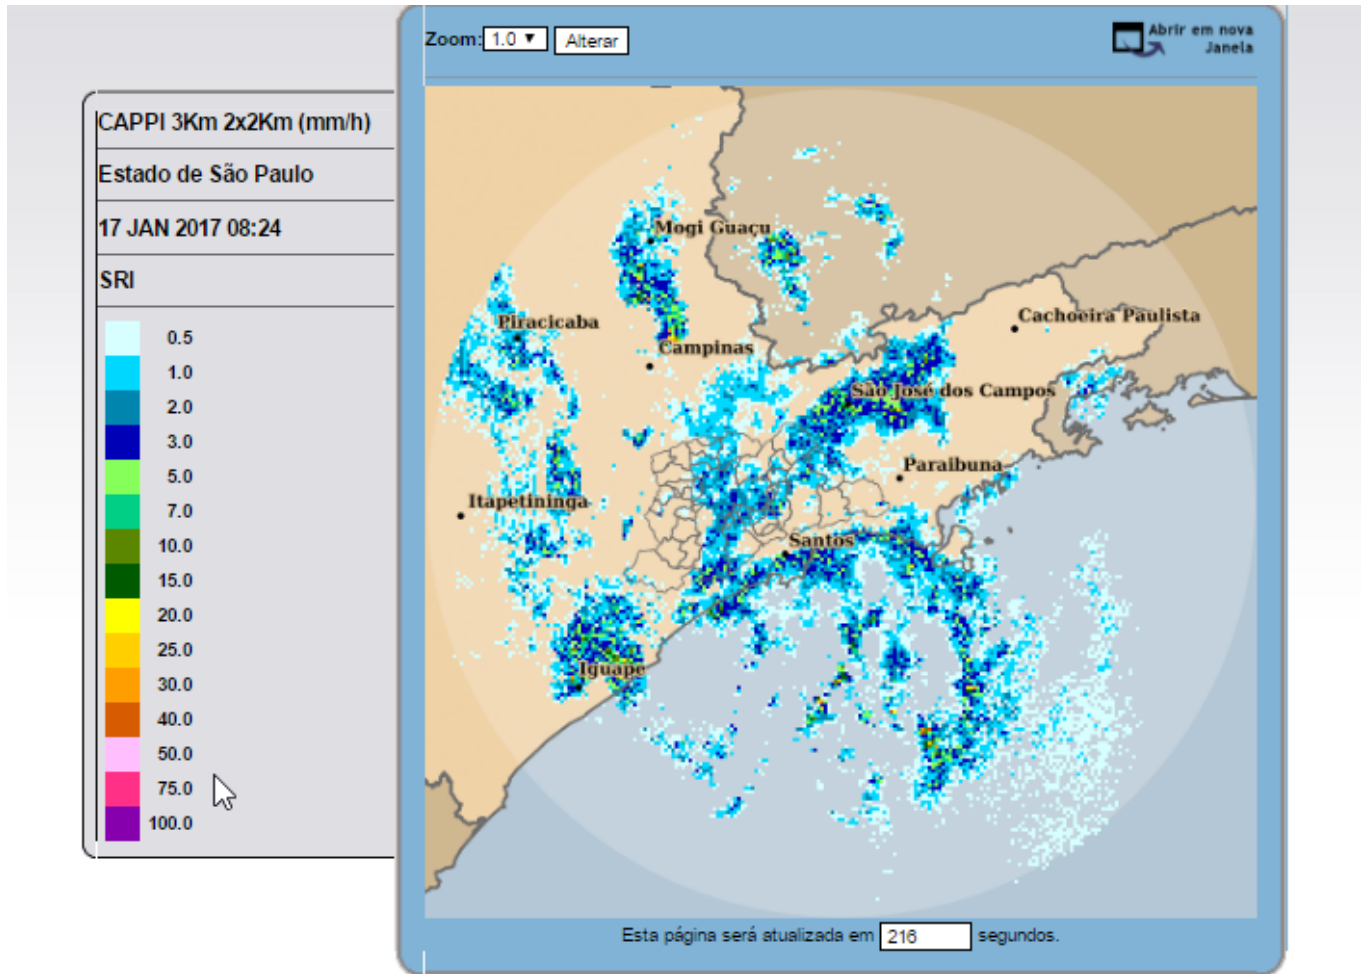 Zoom: 1.0 Alterar
Abrir em nova
Janela
CAPPI 3Km 2x2Km (mm/h)
Estado de São Paulo
17 JAN 2017 08:24
SRI
0.5
1.0
2.0
3.0
5.0
7.0
10.0
15.0
20.0
25.0
30.0
40.0
50.0
75.0
100.0
Mogi Guaçu
Piracicaba
Cachoeira Paulista
Campinas
São José dos Campos
Paraibuna
Itapetininga
Santos
Iguape
Esta página será atualizada em 216 segundos.